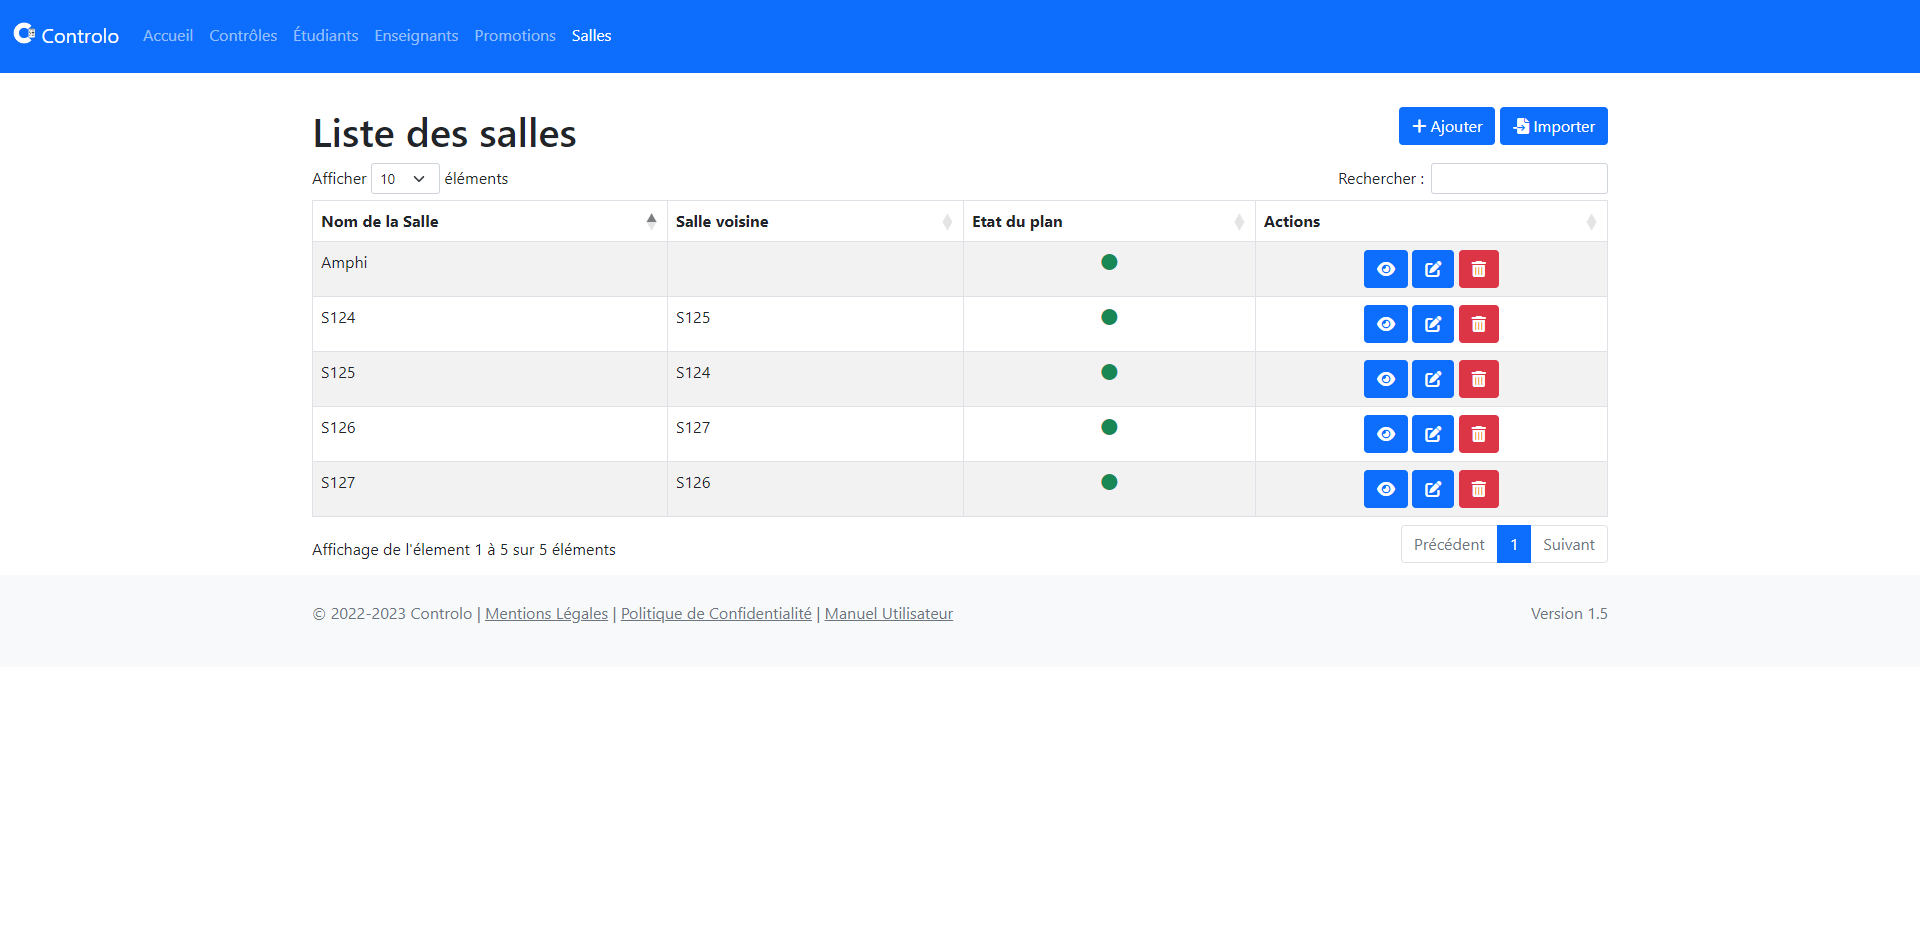 Controlo Accueil Contrôles Étudiants Enseignants Promotions Salles
Liste des salles
Ajouter Importer
Afficher 10 éléments Rechercher :
Nom de la Salle Salle voisine Etat du plan Actions
Amphi
S124 S125
S125 S124
S126 S127
S127 S126
Affichage de l'élement 1 à 5 sur 5 éléments
Précédent 1 Suivant
© 2022-2023 Controlo | Mentions Légales | Politique de Confidentialité | Manuel Utilisateur Version 1.5